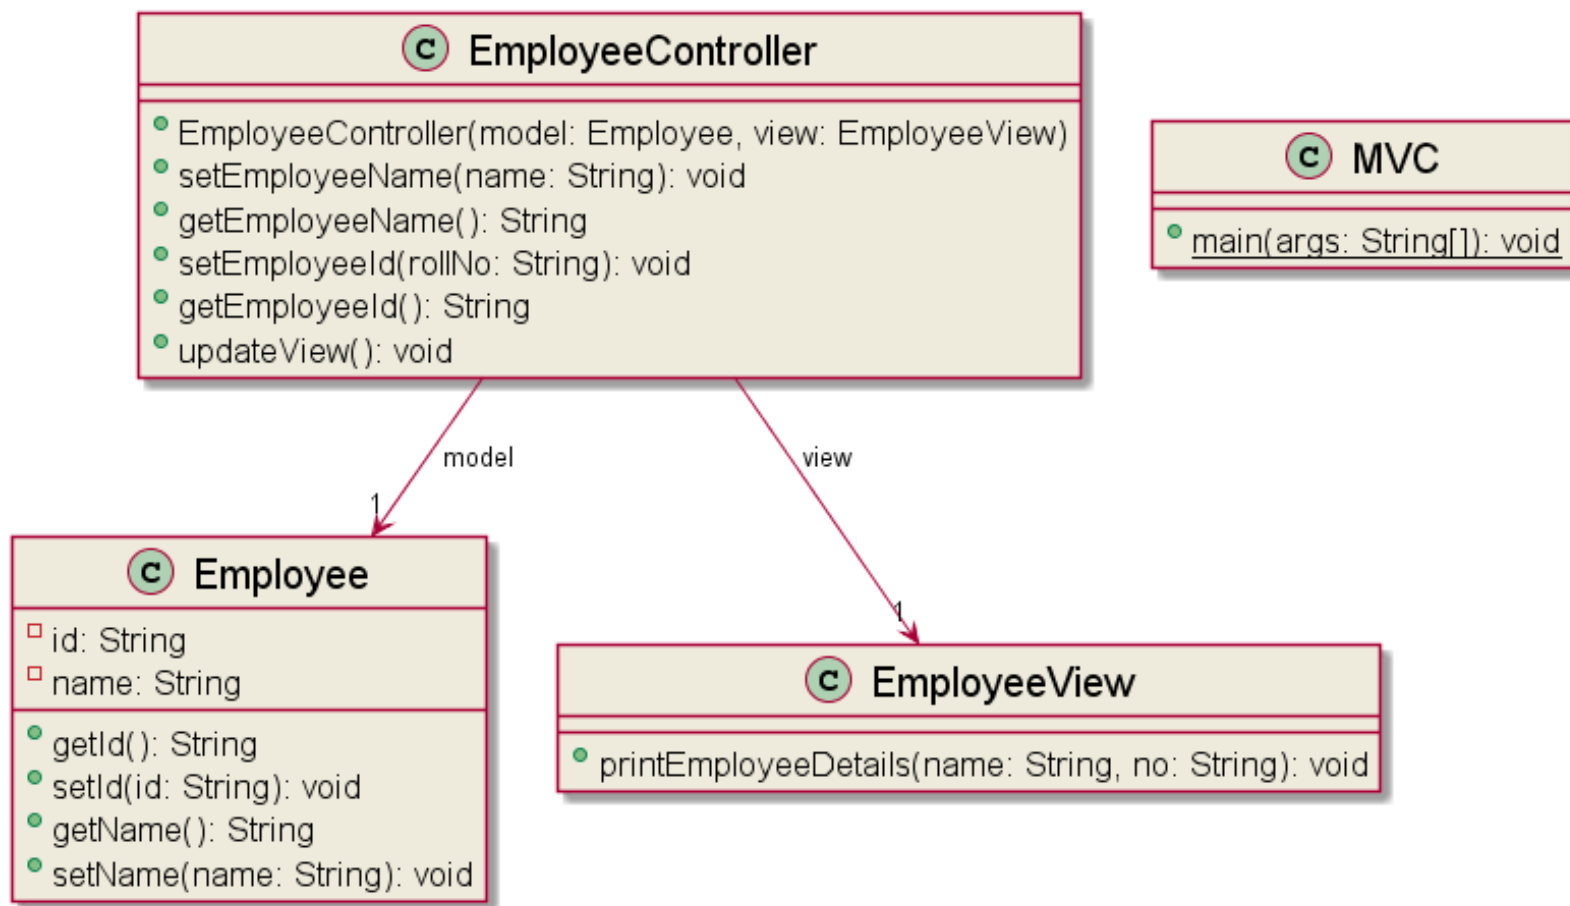 C EmployeeController
EmployeeController(model: Employee, view: EmployeeView)
setEmployeeName(name: String): void
getEmployeeName(): String
setEmployeeId(rollNo: String): void
getEmployeeId(): String
updateView(): void
C MVC
main(args: String[]): void
model
view
1
1
C Employee
id: String
name: String
getId(): String
setId(id: String): void
getName(): String
setName(name: String): void
C EmployeeView
printEmployeeDetails(name: String, no: String): void